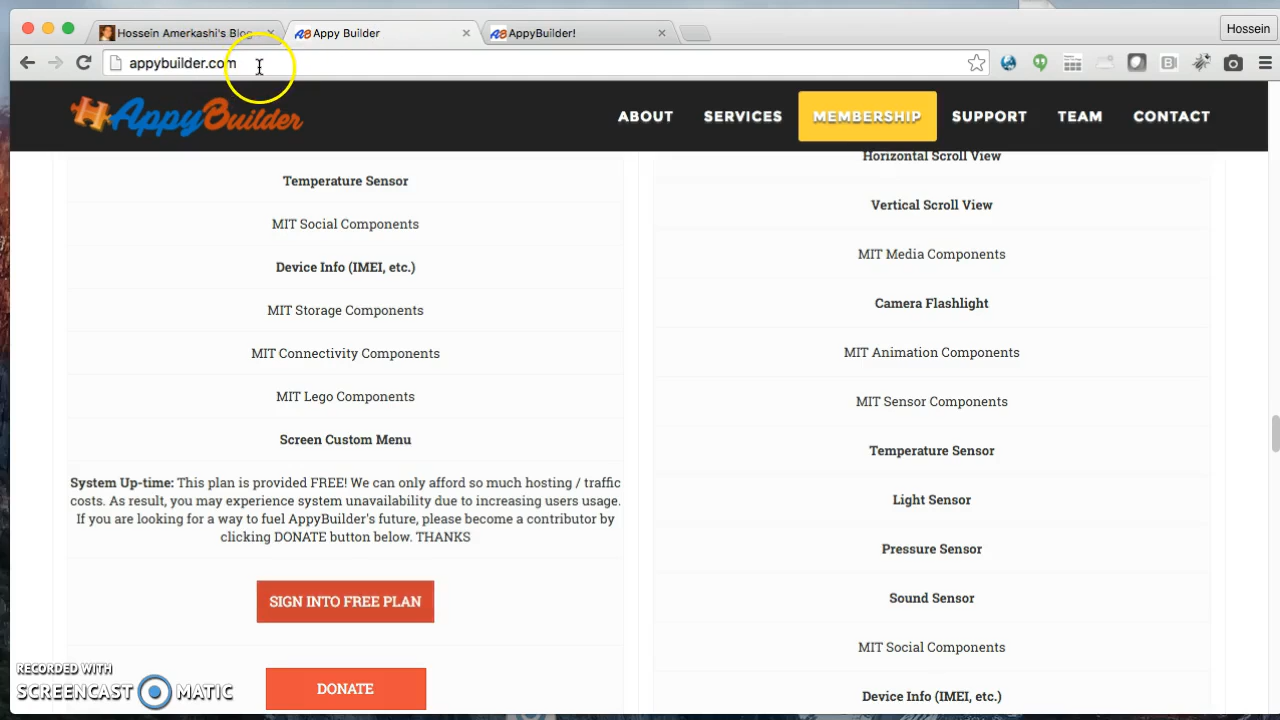 Hossein Amerkashi's Blog
Appy Builder
AppyBuilder!
Hossein
appybuilder.com
AppyBuilder
ABOUT
SERVICES
MEMBERSHIP
SUPPORT
TEAM
CONTACT
Temperature Sensor
MIT Social Components
Device Info (IMEI, etc.)
MIT Storage Components
MIT Connectivity Components
MIT Lego Components
Screen Custom Menu
System Up-time: This plan is provided FREE! We can only afford so much hosting / traffic
costs. As result, you may experience system unavailability due to increasing users usage.
If you are looking for a way to fuel AppyBuilder's future, please become a contributor by
clicking DONATE button below. THANKS
SIGN INTO FREE PLAN
DONATE
Horizontal Scroll View
Vertical Scroll View
MIT Media Components
Camera Flashlight
MIT Animation Components
MIT Sensor Components
Temperature Sensor
Light Sensor
Pressure Sensor
Sound Sensor
MIT Social Components
Device Info (IMEI, etc.)
RECORDED WITH
SCREENCAST MATIC